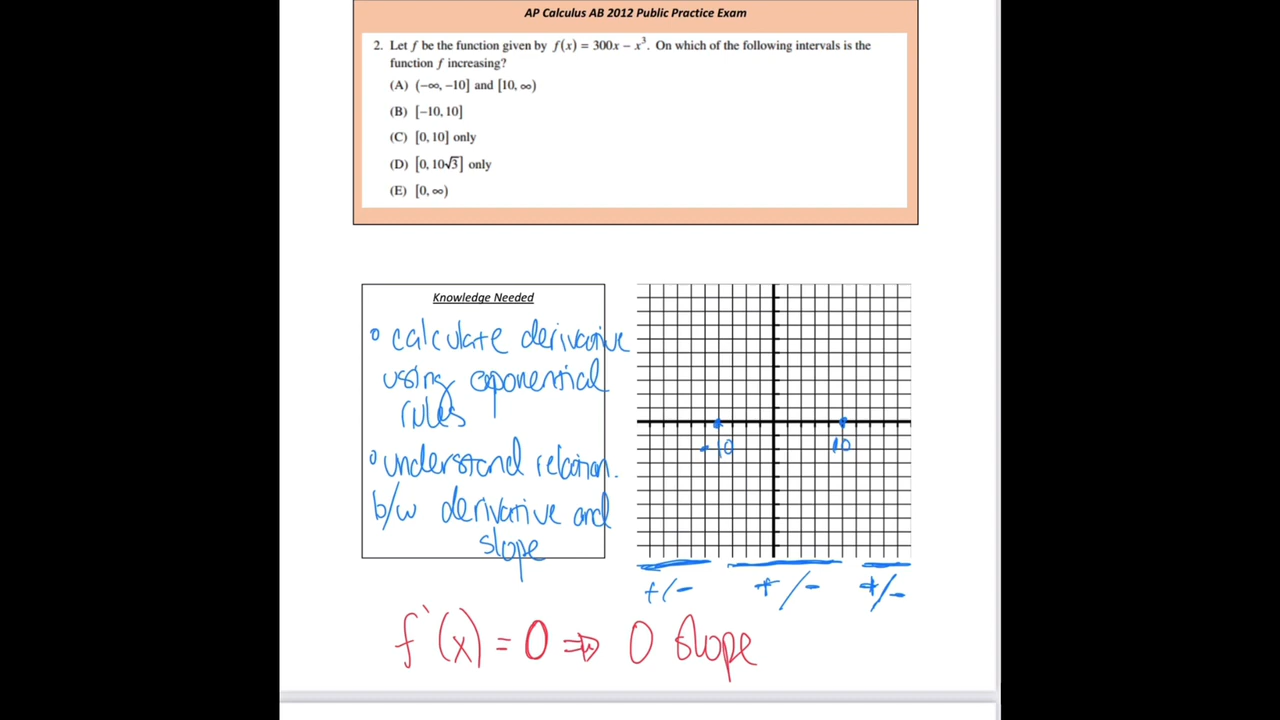 AP Calculus AB 2012 Public Practice Exam
2. Let f be the function given by f(x) = 300x − x³. On which of the following intervals is the
function f increasing?
(A) (−∞, −10] and [10, ∞)
(B) [−10, 10]
(C) [0, 10] only
(D) [0, 10√3] only
(E) [0, ∞)
Knowledge Needed
° calculate derivative
using exponential
rules
° understand relation.
b/w derivative and
slope
-10
10
+/-
+/-
+/-
f'(x) = 0 ⇒ 0 slope